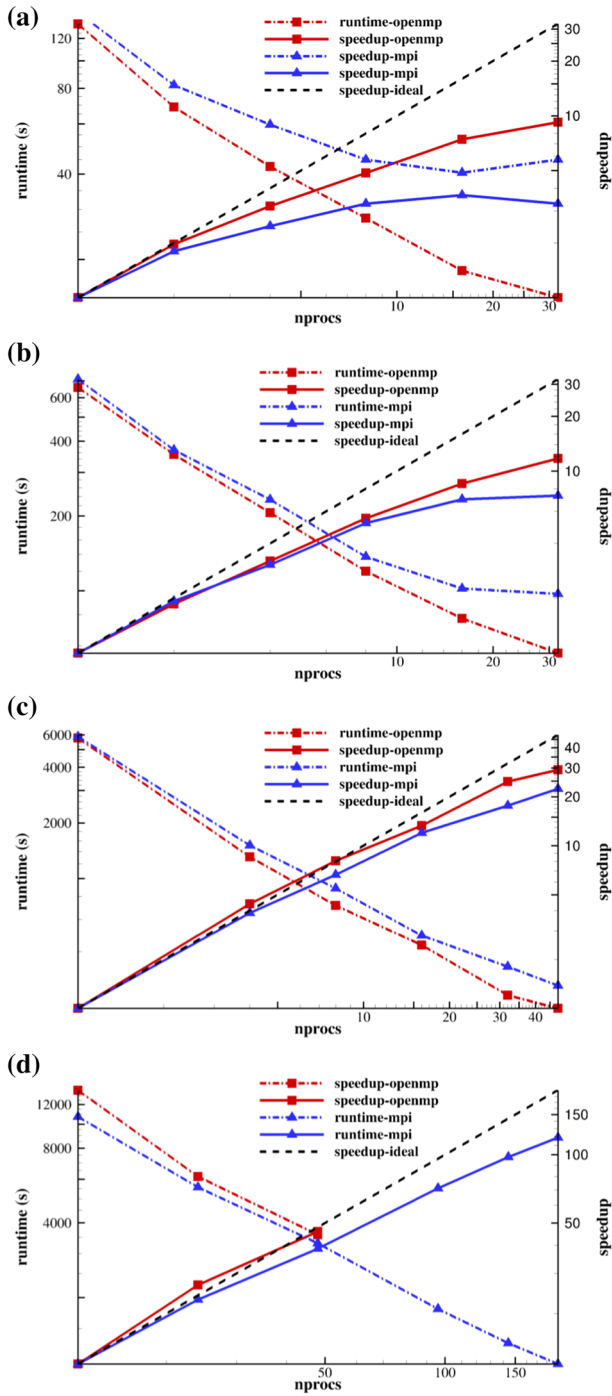 (a)
runtime-openmp
speedup-openmp
speedup-mpi
speedup-mpi
speedup-ideal
120
80
40
runtime (s)
30
20
10
speedup
10
20
30
nprocs
(b)
runtime-openmp
speedup-openmp
runtime-mpi
speedup-mpi
speedup-ideal
600
400
200
runtime (s)
30
20
10
speedup
10
20
30
nprocs
(c)
runtime-openmp
speedup-openmp
runtime-mpi
speedup-mpi
speedup-ideal
6000
4000
2000
runtime (s)
40
30
20
10
speedup
10
20
30
40
nprocs
(d)
speedup-openmp
speedup-openmp
runtime-mpi
runtime-mpi
speedup-ideal
12000
8000
4000
runtime (s)
150
100
50
speedup
50
100
150
nprocs